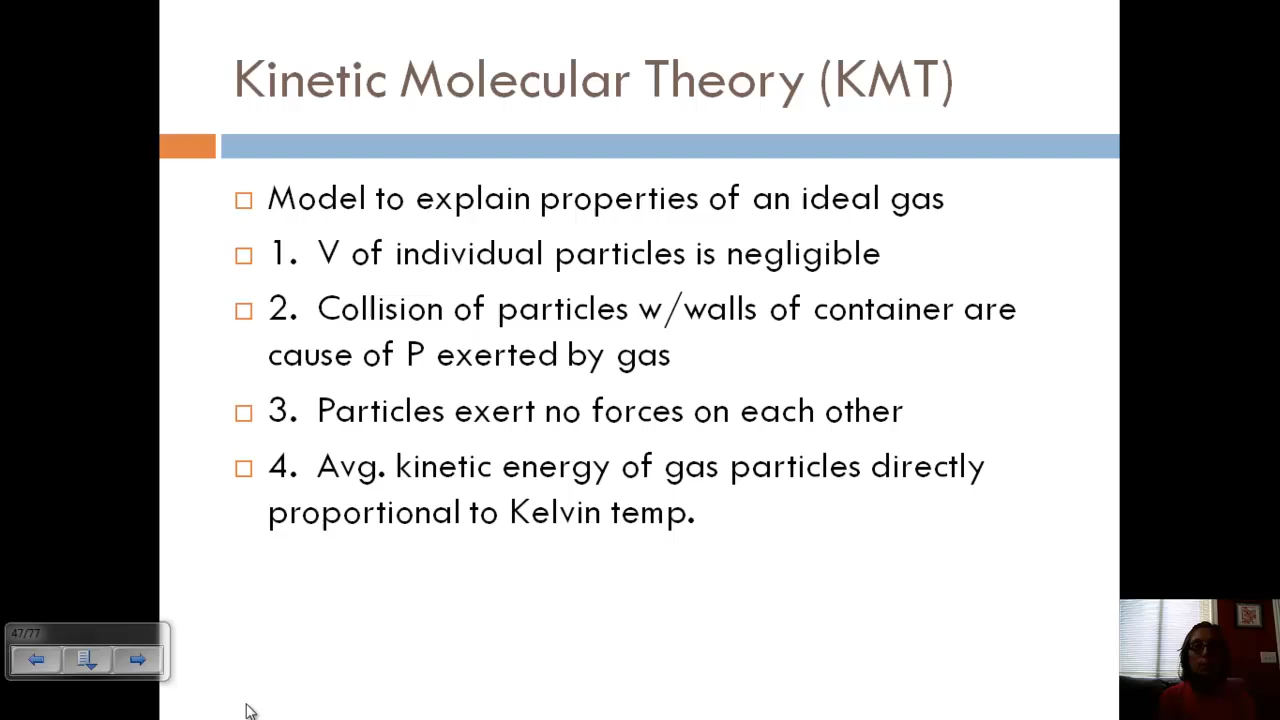 Kinetic Molecular Theory (KMT)
Model to explain properties of an ideal gas
1. V of individual particles is negligible
2. Collision of particles w/walls of container are
cause of P exerted by gas
3. Particles exert no forces on each other
4. Avg. kinetic energy of gas particles directly
proportional to Kelvin temp.
47/77